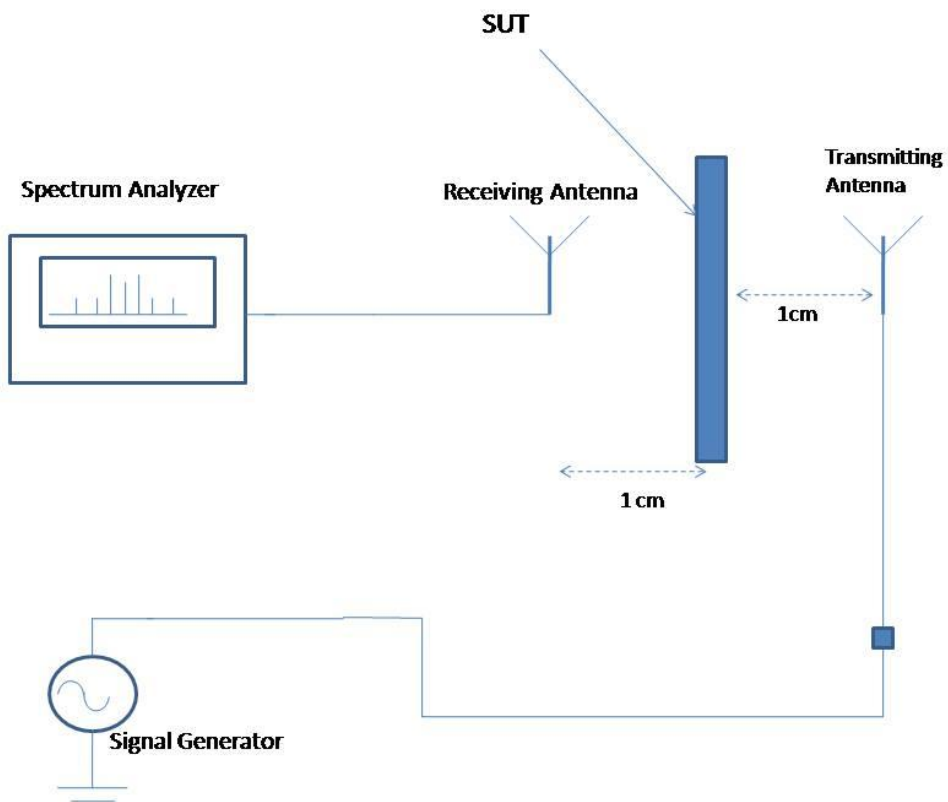 SUT
Transmitting
Antenna
Spectrum Analyzer
Receiving Antenna
1cm
1 cm
Signal Generator